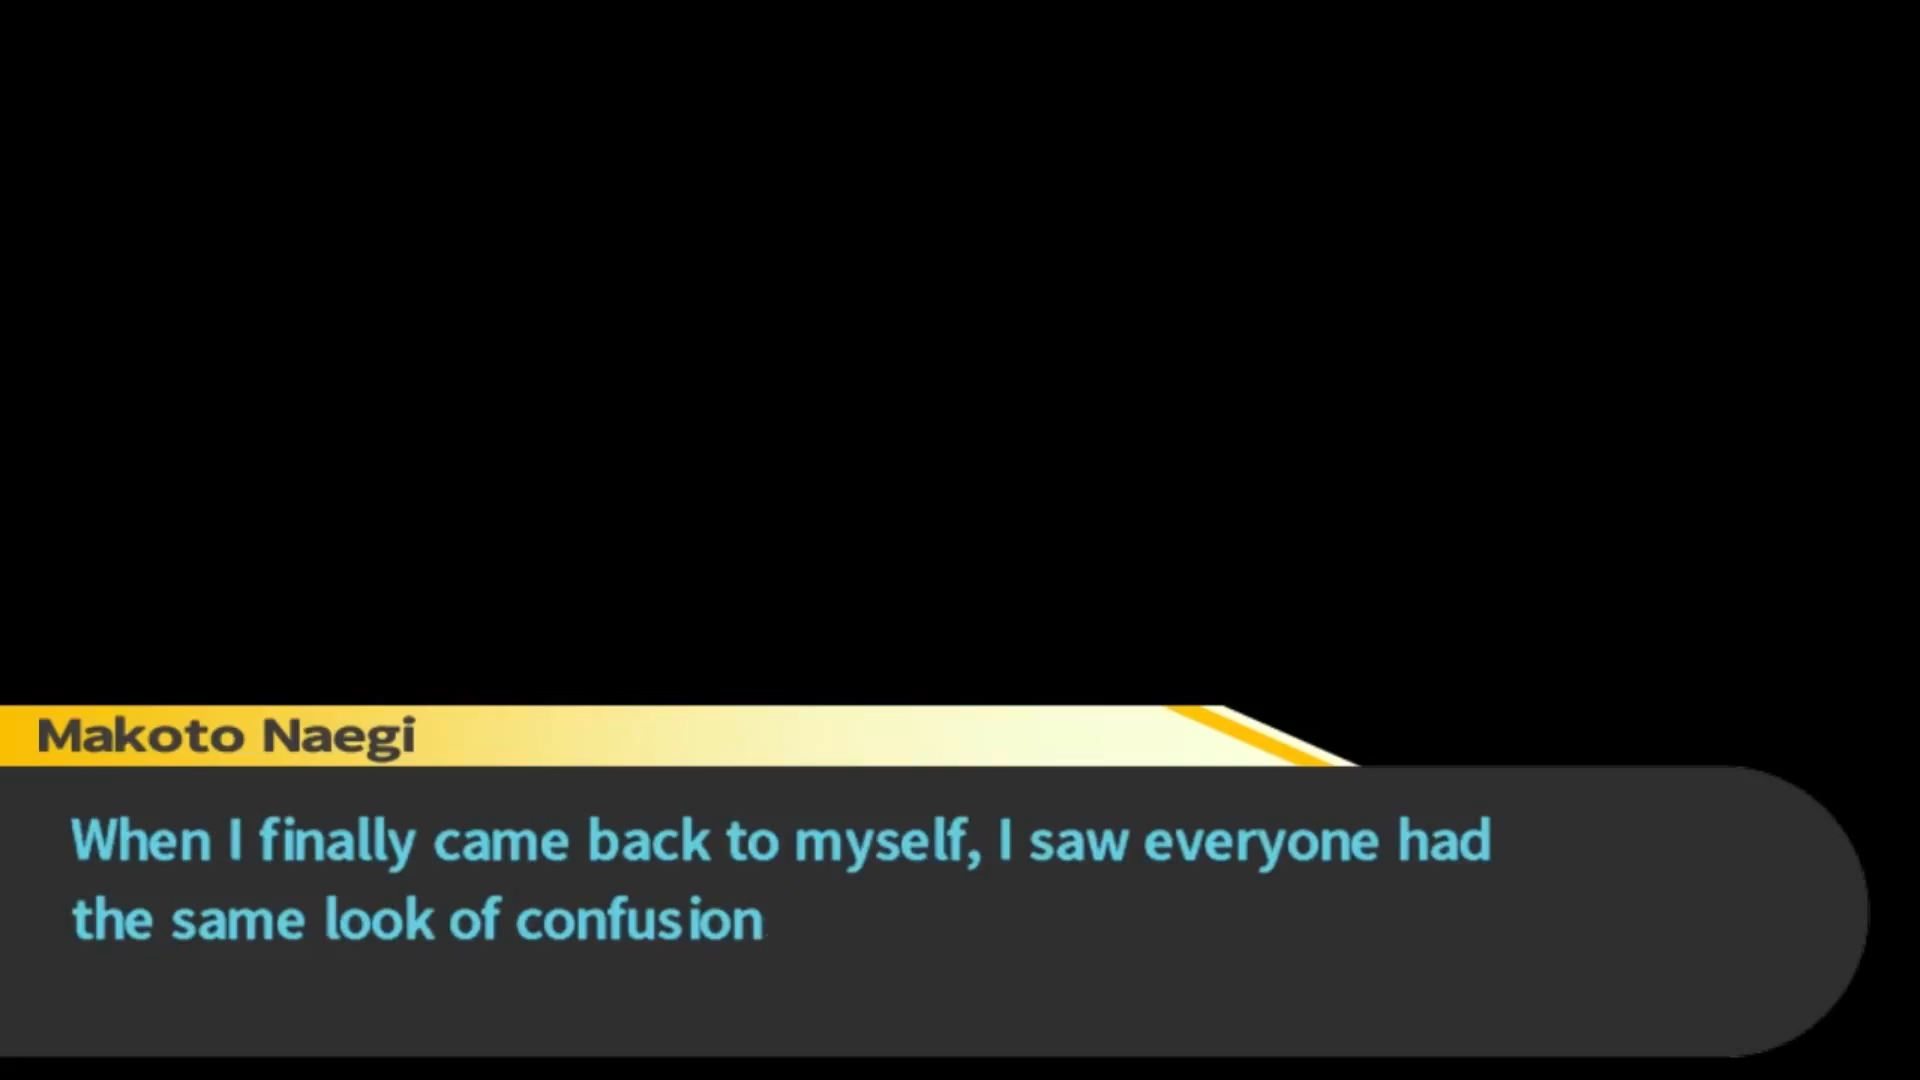 Makoto Naegi
When I finally came back to myself, I saw everyone had
the same look of confusion